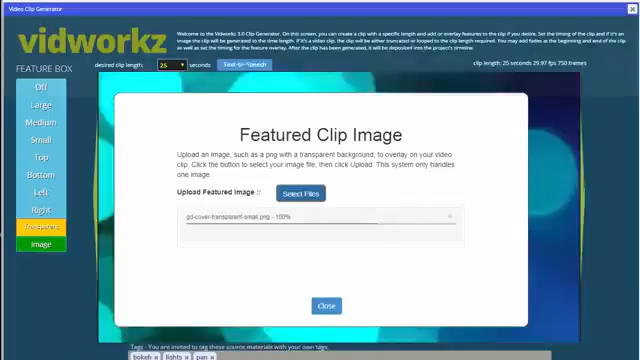 Video Clip Generator
vidworkz
Welcome to the Vidworkz 3.0 Clip Generator. On this screen, you can create a clip with a specific length and add or overlay features to the clip if you desire. Set the timing of the clip and if it's an
image the clip will be generated to the time length. If it's a video clip, the clip will be either truncated or looped to the clip length required. You may add fades at the beginning and end of the clip
as well as set the timing for the feature overlay. After the clip has been generated, it will be deposited into the project's timeline.
FEATURE BOX
desired clip length: 25 seconds Text-to-Speech
clip length: 25 seconds 29.97 fps 750 frames
Off
Large
Medium
Small
Top
Bottom
Left
Right
Transparent
Image
Featured Clip Image
Upload an image, such as a png with a transparent background, to overlay on your video
clip. Click the button to select your image file, then click Upload. This system only handles
one image.
Upload Featured Image :: Select Files
gd-cover-transparent-small.png - 100%
Close
Tags - You are invited to tag these source materials with your own tags.
bokeh x lights x pan x